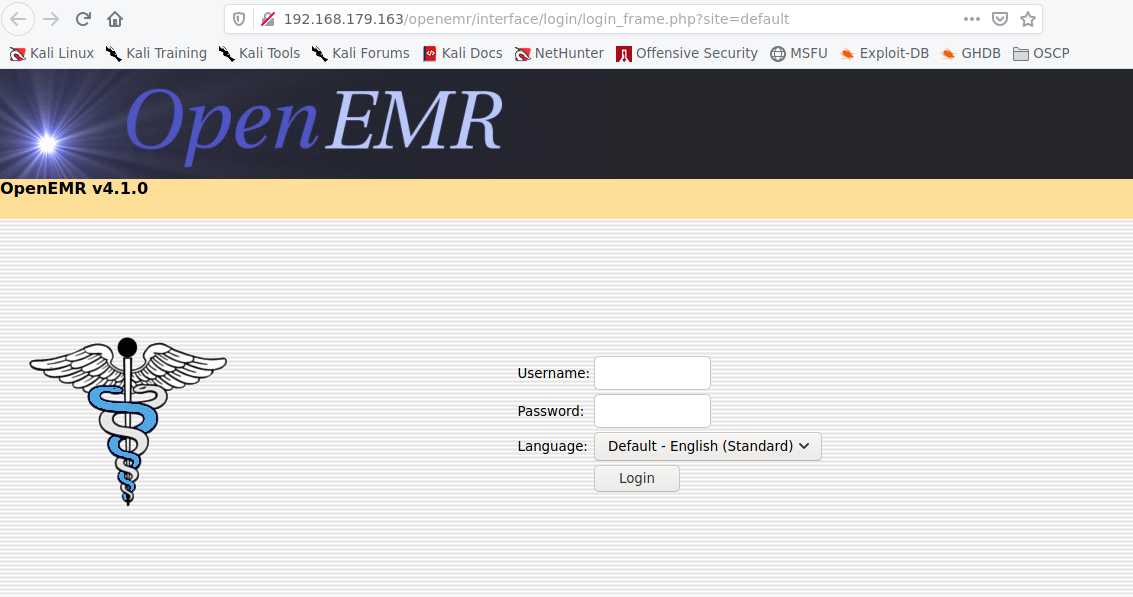 192.168.179.163/openemr/interface/login/login_frame.php?site=default
Kali Linux Kali Training Kali Tools Kali Forums Kali Docs NetHunter Offensive Security MSFU Exploit-DB GHDB OSCP
OpenEMR
OpenEMR v4.1.0
Username:
Password:
Language: Default - English (Standard)
Login